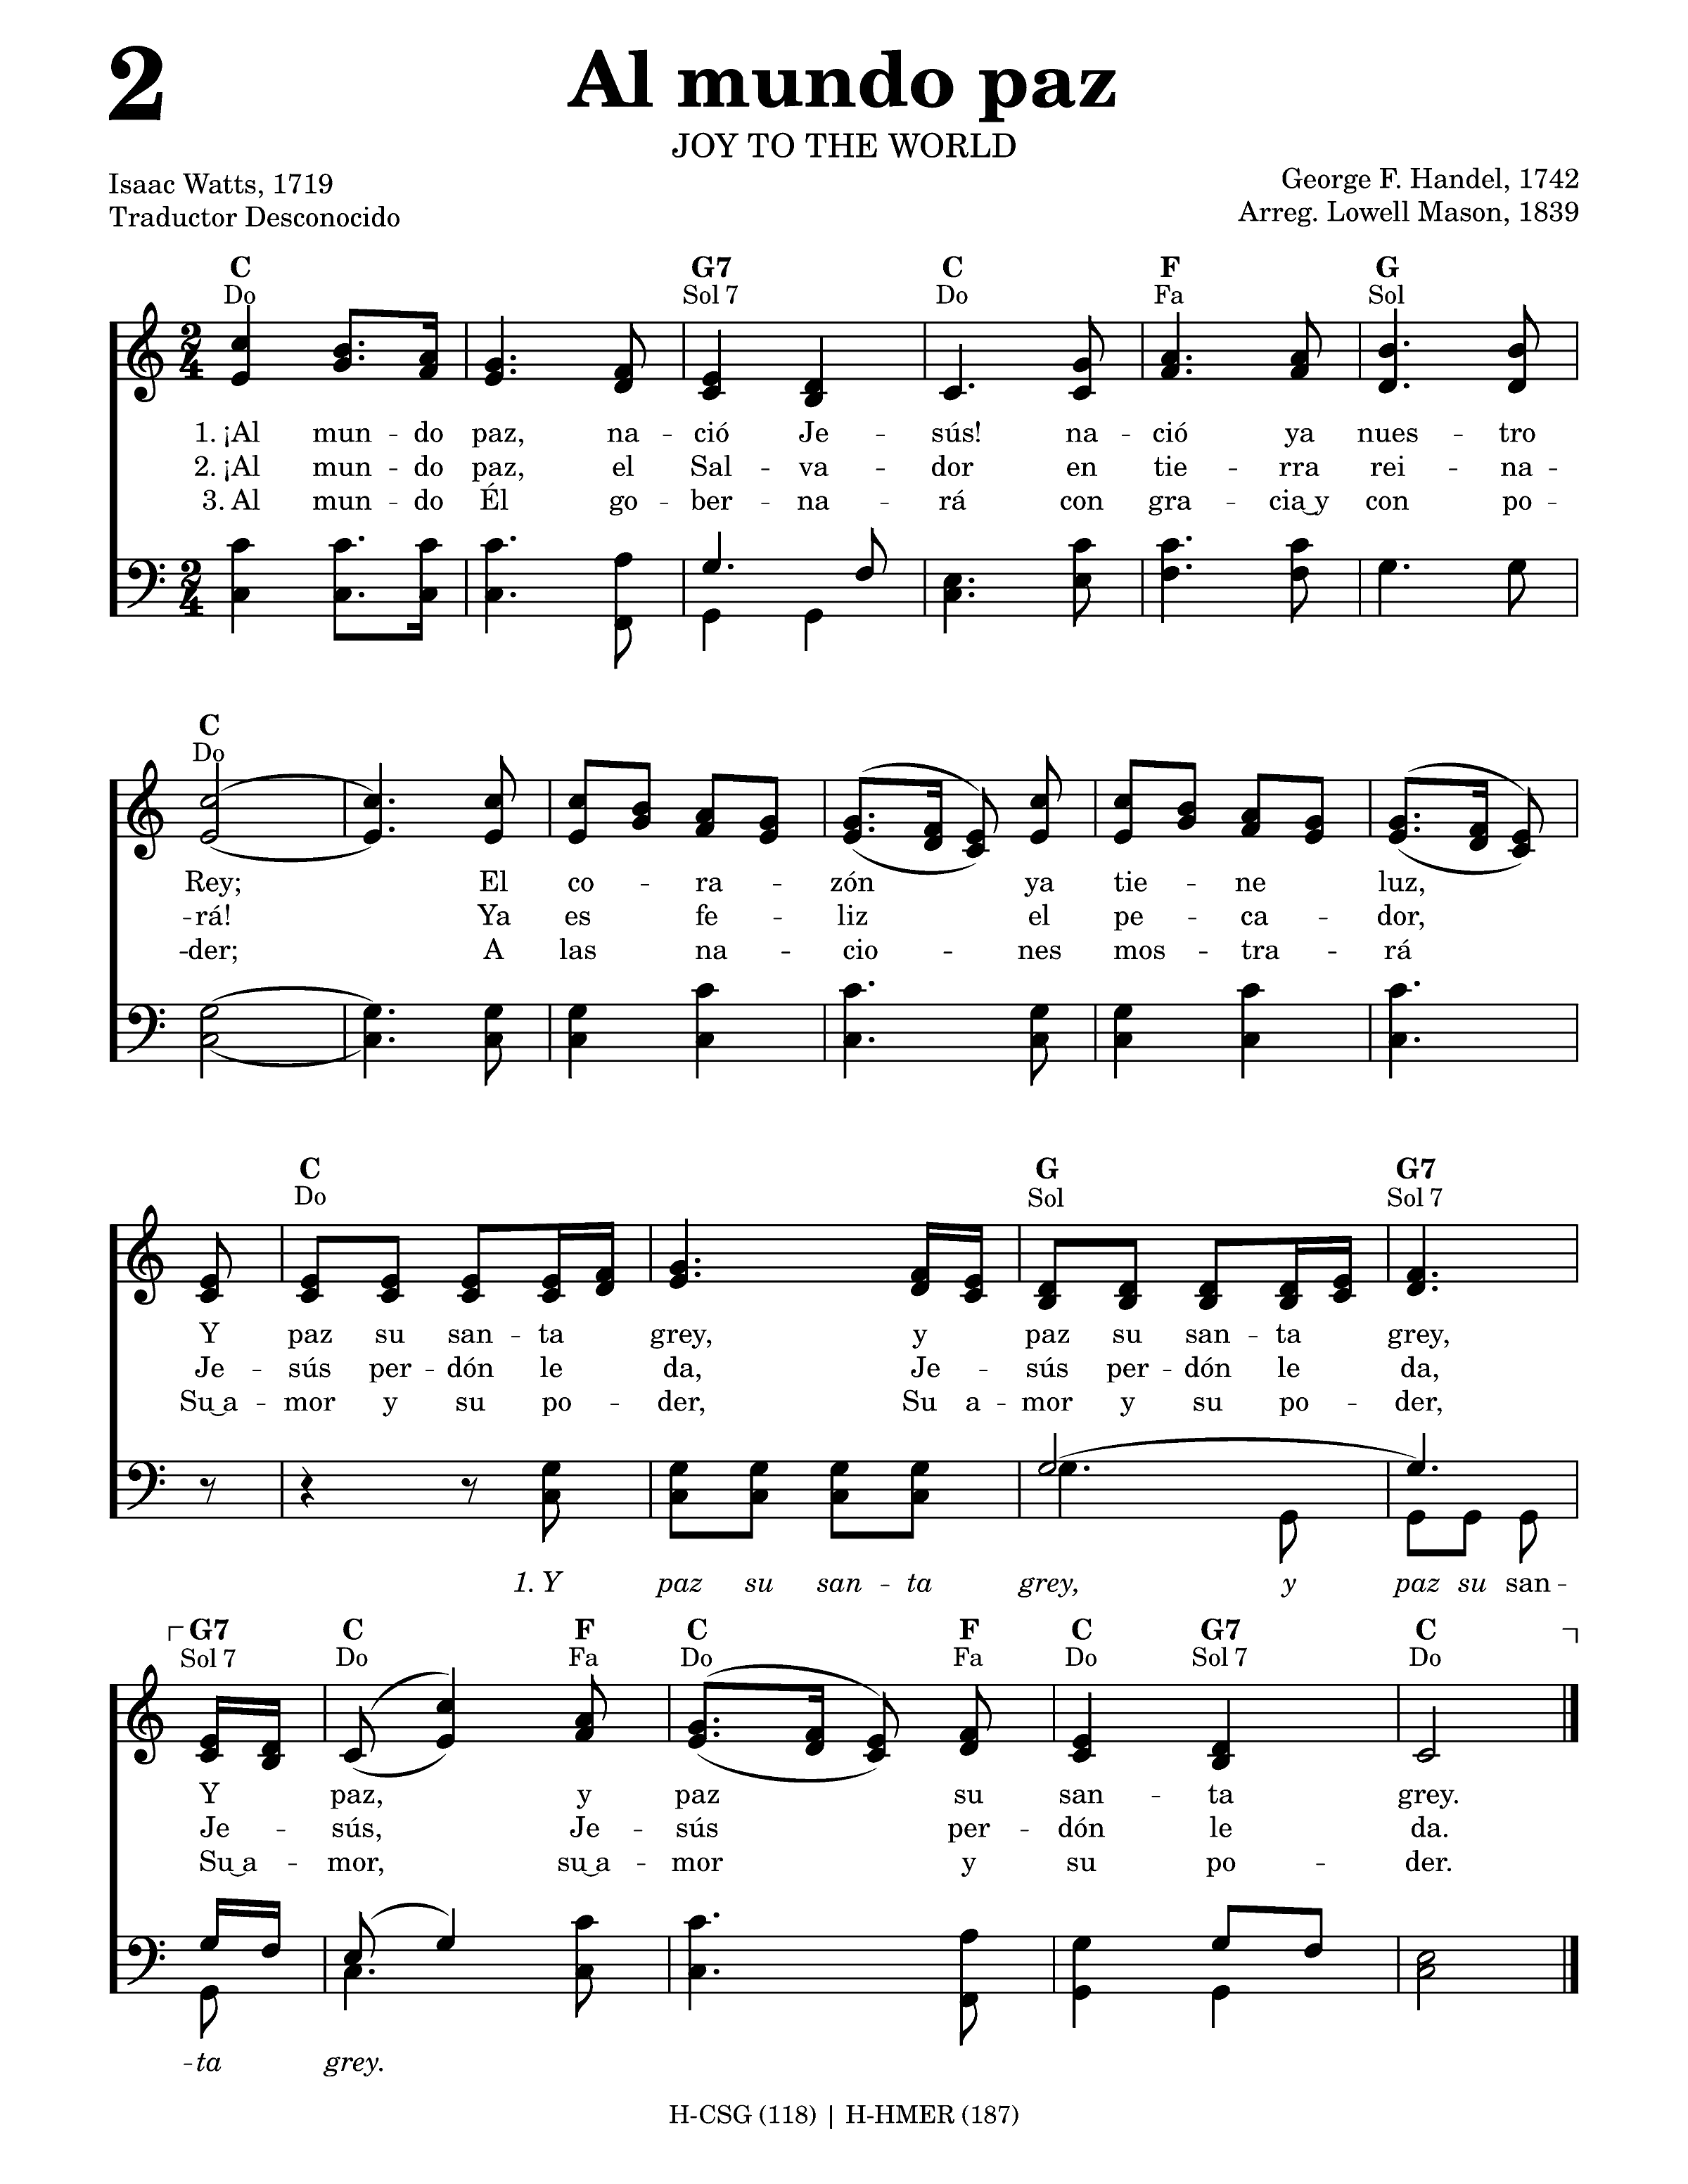 2
Al mundo paz
JOY TO THE WORLD
Isaac Watts, 1719
Traductor Desconocido
George F. Handel, 1742
Arreg. Lowell Mason, 1839
C G7 C F G
Do Sol 7 Do Fa Sol
2
4
1. ¡Al mun - do paz, na - ció Je - sús! na - ció ya nues - tro
2. ¡Al mun - do paz, el Sal - va - dor en tie - rra rei - na -
3. Al mun - do Él go - ber - na - rá con gra - cia‿y con po -
2
4
C
Do
Rey; El co - ra - zón ya tie - ne luz,
- rá! Ya es fe - liz el pe - ca - dor,
- der; A las na - cio - nes mos - tra - rá
C G G7
Do Sol Sol 7
Y paz su san - ta grey, y paz su san - ta grey,
Je - sús per - dón le da, Je - sús per - dón le da,
Su‿a - mor y su po - der, Su a - mor y su po - der,
1. Y paz su san - ta grey, y paz su san -
G7 C F C F C G7 C
Sol 7 Do Fa Do Fa Do Sol 7 Do
Y paz, y paz su san - ta grey.
Je - sús, Je - sús per - dón le da.
Su‿a - mor, su‿a - mor y su po - der.
- ta grey.
H-CSG (118) | H-HMER (187)